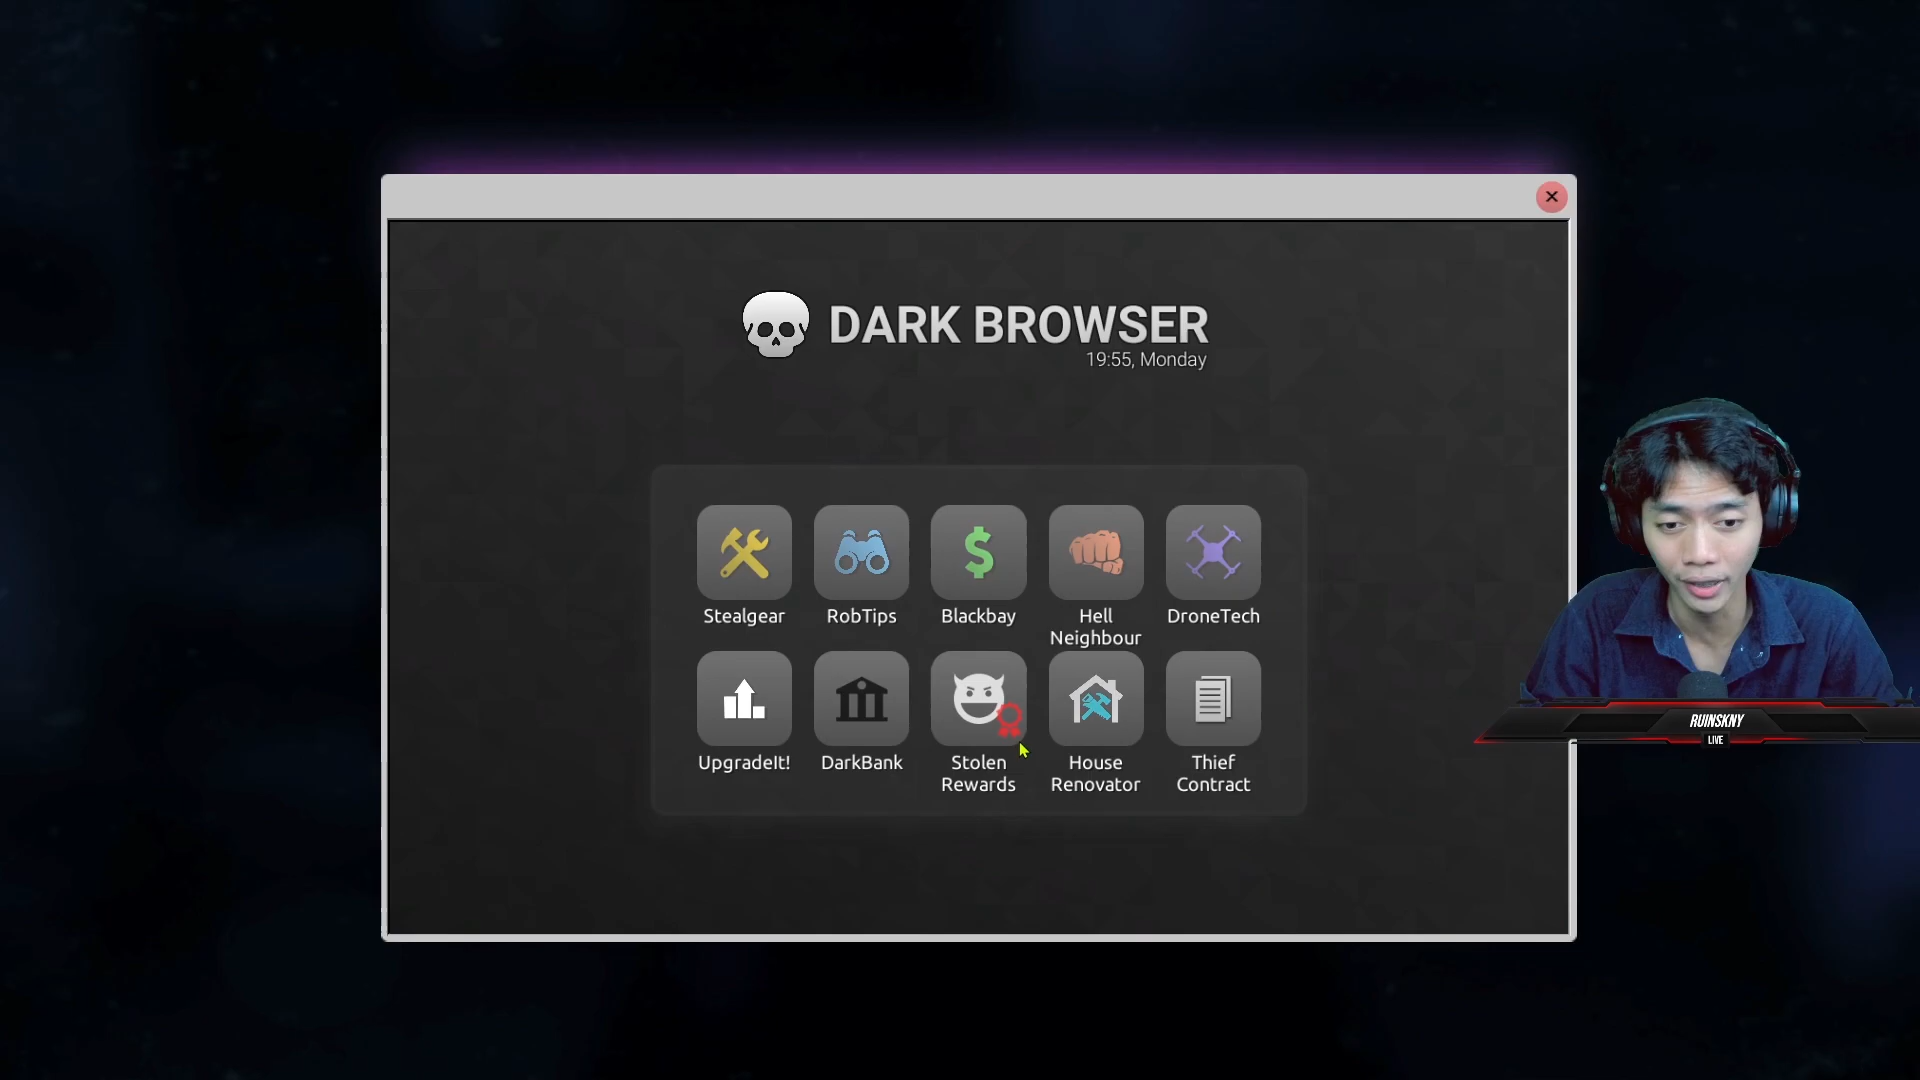 DARK BROWSER
19:55, Monday
Stealgear
RobTips
Blackbay
Hell
Neighbour
DroneTech
UpgradeIt!
DarkBank
Stolen
Rewards
House
Renovator
Thief
Contract
RUINSKNY
LIVE